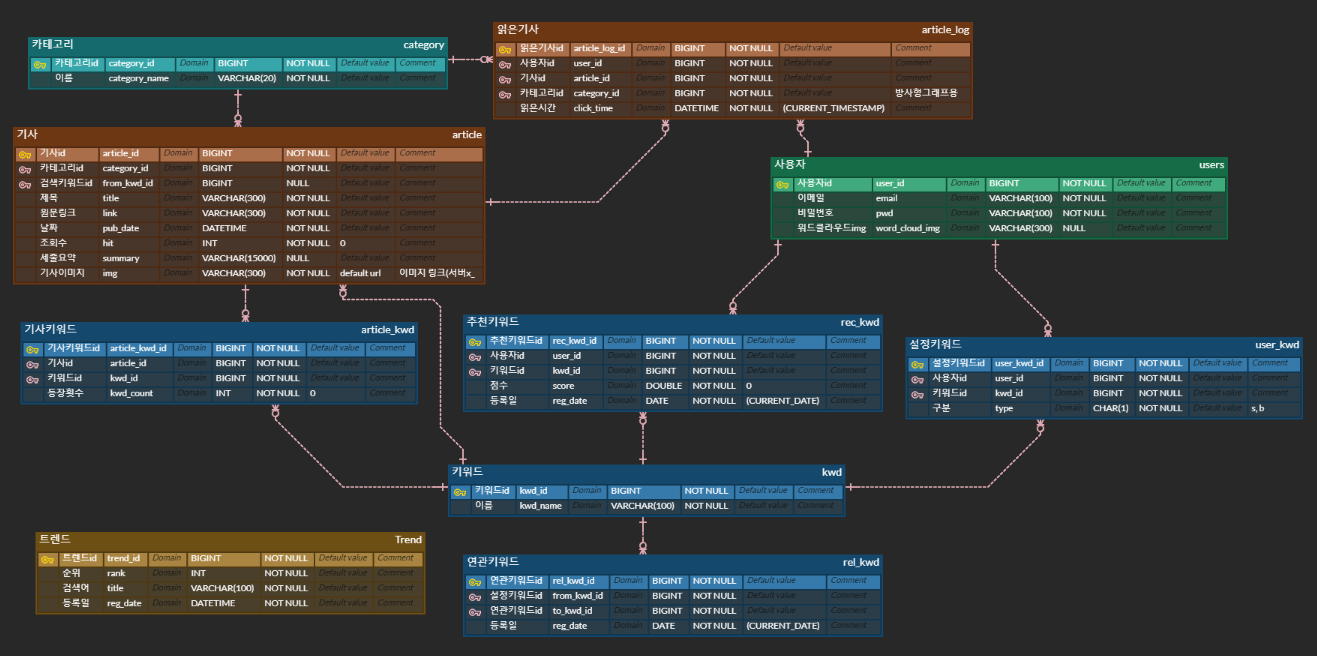 카테고리 category
카테고리id category_id Domain BIGINT NOT NULL Default value Comment
이름 category_name Domain VARCHAR(20) NOT NULL Default value Comment
읽은기사 article_log
읽은기사id article_log_id Domain BIGINT NOT NULL Default value Comment
사용자id user_id Domain BIGINT NOT NULL Default value Comment
기사id article_id Domain BIGINT NOT NULL Default value Comment
카테고리id category_id Domain BIGINT NOT NULL Default value 방사형그래프용
읽은시간 click_time Domain DATETIME NOT NULL (CURRENT_TIMESTAMP) Comment
기사 article
기사id article_id Domain BIGINT NOT NULL Default value Comment
카테고리id category_id Domain BIGINT NOT NULL Default value Comment
검색키워드id from_kwd_id Domain BIGINT NULL Default value Comment
제목 title Domain VARCHAR(300) NOT NULL Default value Comment
원문링크 link Domain VARCHAR(300) NOT NULL Default value Comment
날짜 pub_date Domain DATETIME NOT NULL Default value Comment
조회수 hit Domain INT NOT NULL 0 Comment
세줄요약 summary Domain VARCHAR(15000) NULL Default value Comment
기사이미지 img Domain VARCHAR(300) NOT NULL default url 이미지 링크(서버x_
사용자 users
사용자id user_id Domain BIGINT NOT NULL Default value Comment
이메일 email Domain VARCHAR(100) NOT NULL Default value Comment
비밀번호 pwd Domain VARCHAR(100) NOT NULL Default value Comment
워드클라우드img word_cloud_img Domain VARCHAR(300) NULL Default value Comment
기사키워드 article_kwd
기사키워드id article_kwd_id Domain BIGINT NOT NULL Default value Comment
기사id article_id Domain BIGINT NOT NULL Default value Comment
키워드id kwd_id Domain BIGINT NOT NULL Default value Comment
등장횟수 kwd_count Domain INT NOT NULL 0 Comment
추천키워드 rec_kwd
추천키워드id rec_kwd_id Domain BIGINT NOT NULL Default value Comment
사용자id user_id Domain BIGINT NOT NULL Default value Comment
키워드id kwd_id Domain BIGINT NOT NULL Default value Comment
점수 score Domain DOUBLE NOT NULL 0 Comment
등록일 reg_date Domain DATE NOT NULL (CURRENT_DATE) Comment
설정키워드 user_kwd
설정키워드id user_kwd_id Domain BIGINT NOT NULL Default value Comment
사용자id user_id Domain BIGINT NOT NULL Default value Comment
키워드id kwd_id Domain BIGINT NOT NULL Default value Comment
구분 type Domain CHAR(1) NOT NULL Default value s, b
키워드 kwd
키워드id kwd_id Domain BIGINT NOT NULL Default value Comment
이름 kwd_name Domain VARCHAR(100) NOT NULL Default value Comment
트렌드 Trend
트렌드id trend_id Domain BIGINT NOT NULL Default value Comment
순위 rank Domain INT NOT NULL Default value Comment
검색어 title Domain VARCHAR(100) NOT NULL Default value Comment
등록일 reg_date Domain DATETIME NOT NULL Default value Comment
연관키워드 rel_kwd
연관키워드id rel_kwd_id Domain BIGINT NOT NULL Default value Comment
설정키워드id from_kwd_id Domain BIGINT NOT NULL Default value Comment
연관키워드id to_kwd_id Domain BIGINT NOT NULL Default value Comment
등록일 reg_date Domain DATE NOT NULL (CURRENT_DATE) Comment